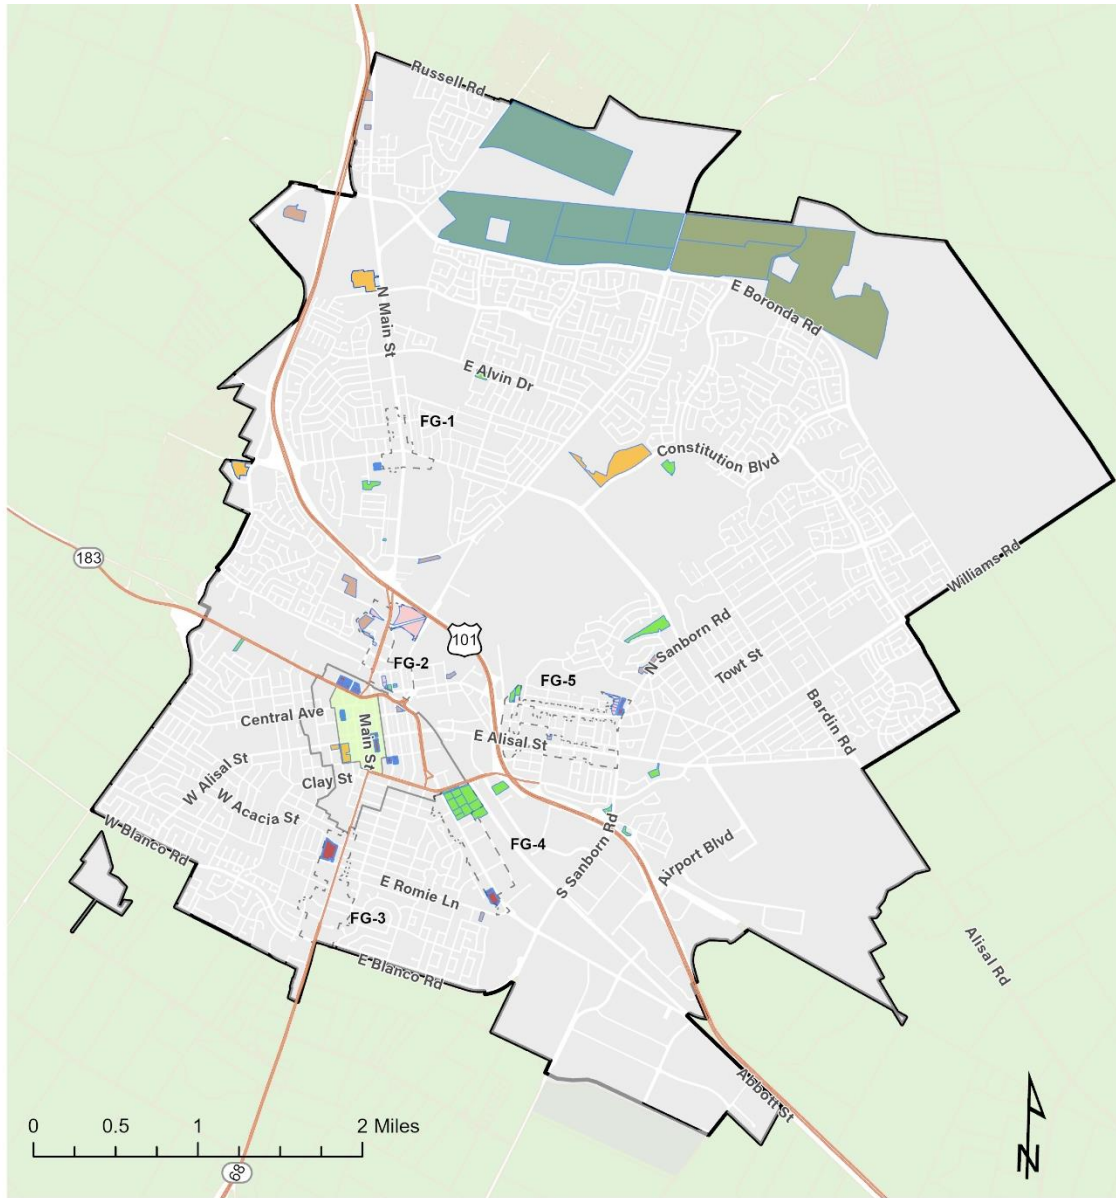 Russell Rd
N Main St
E Boronda Rd
E Alvin Dr
FG-1
Constitution Blvd
183
Williams Rd
101
N Sanborn Rd
FG-2
Towt St
FG-5
Bardin Rd
Central Ave
Main St
E Alisal St
W Alisal St
Clay St
W Acacia St
W Blanco Rd
FG-4
S Sanborn Rd
Airport Blvd
E Romie Ln
FG-3
Alisal Rd
E Blanco Rd
Abbott St
0 0.5 1 2 Miles
68
N